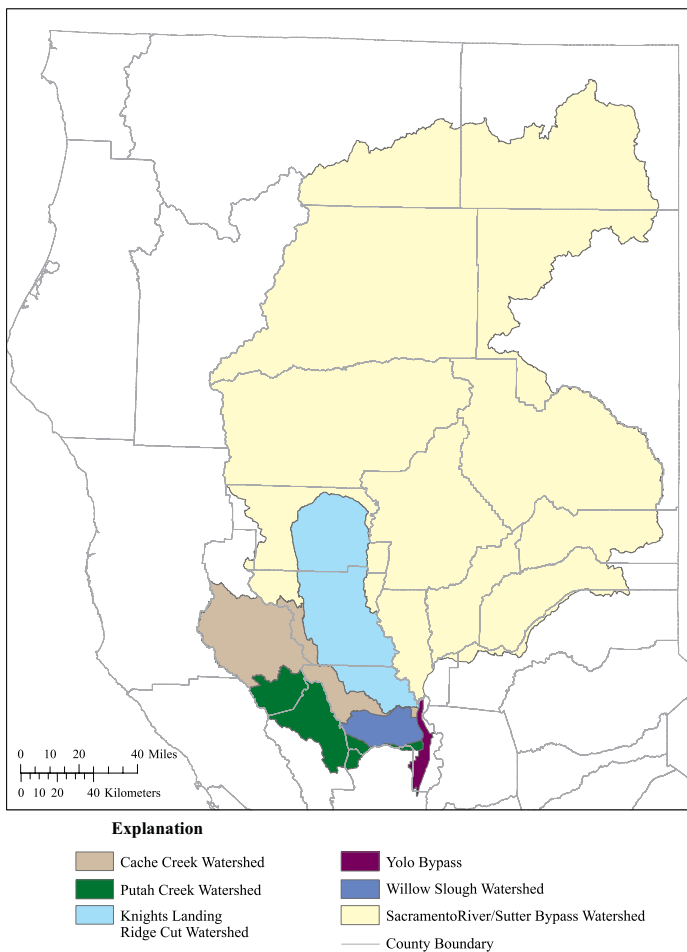 0 20 20 40 Miles
0 10 20 40 Kilometers
Explanation
Cache Creek Watershed
Putah Creek Watershed
Knights Landing
Ridge Cut Watershed
Yolo Bypass
Willow Slough Watershed
SacramentoRiver/Sutter Bypass Watershed
County Boundary